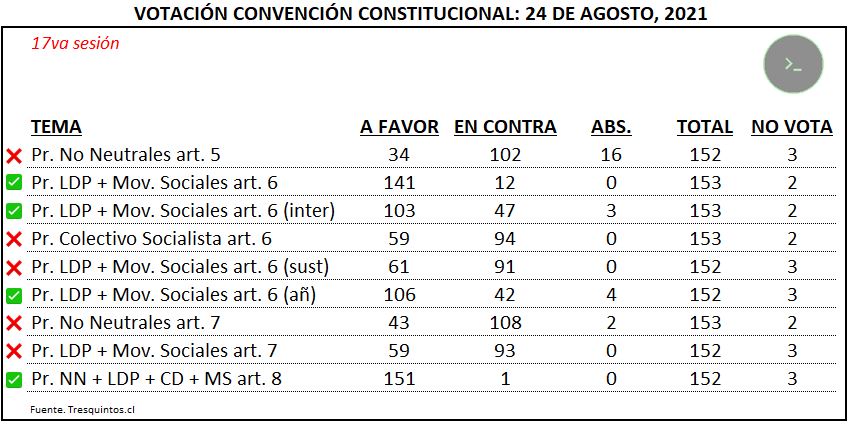 VOTACIÓN CONVENCIÓN CONSTITUCIONAL: 24 DE AGOSTO, 2021
17va sesión
>_
TEMA A FAVOR EN CONTRA ABS. TOTAL NO VOTA
Pr. No Neutrales art. 5 34 102 16 152 3
Pr. LDP + Mov. Sociales art. 6 141 12 0 153 2
Pr. LDP + Mov. Sociales art. 6 (inter) 103 47 3 153 2
Pr. Colectivo Socialista art. 6 59 94 0 153 2
Pr. LDP + Mov. Sociales art. 6 (sust) 61 91 0 152 3
Pr. LDP + Mov. Sociales art. 6 (añ) 106 42 4 152 3
Pr. No Neutrales art. 7 43 108 2 153 2
Pr. LDP + Mov. Sociales art. 7 59 93 0 152 3
Pr. NN + LDP + CD + MS art. 8 151 1 0 152 3
Fuente. Tresquintos.cl